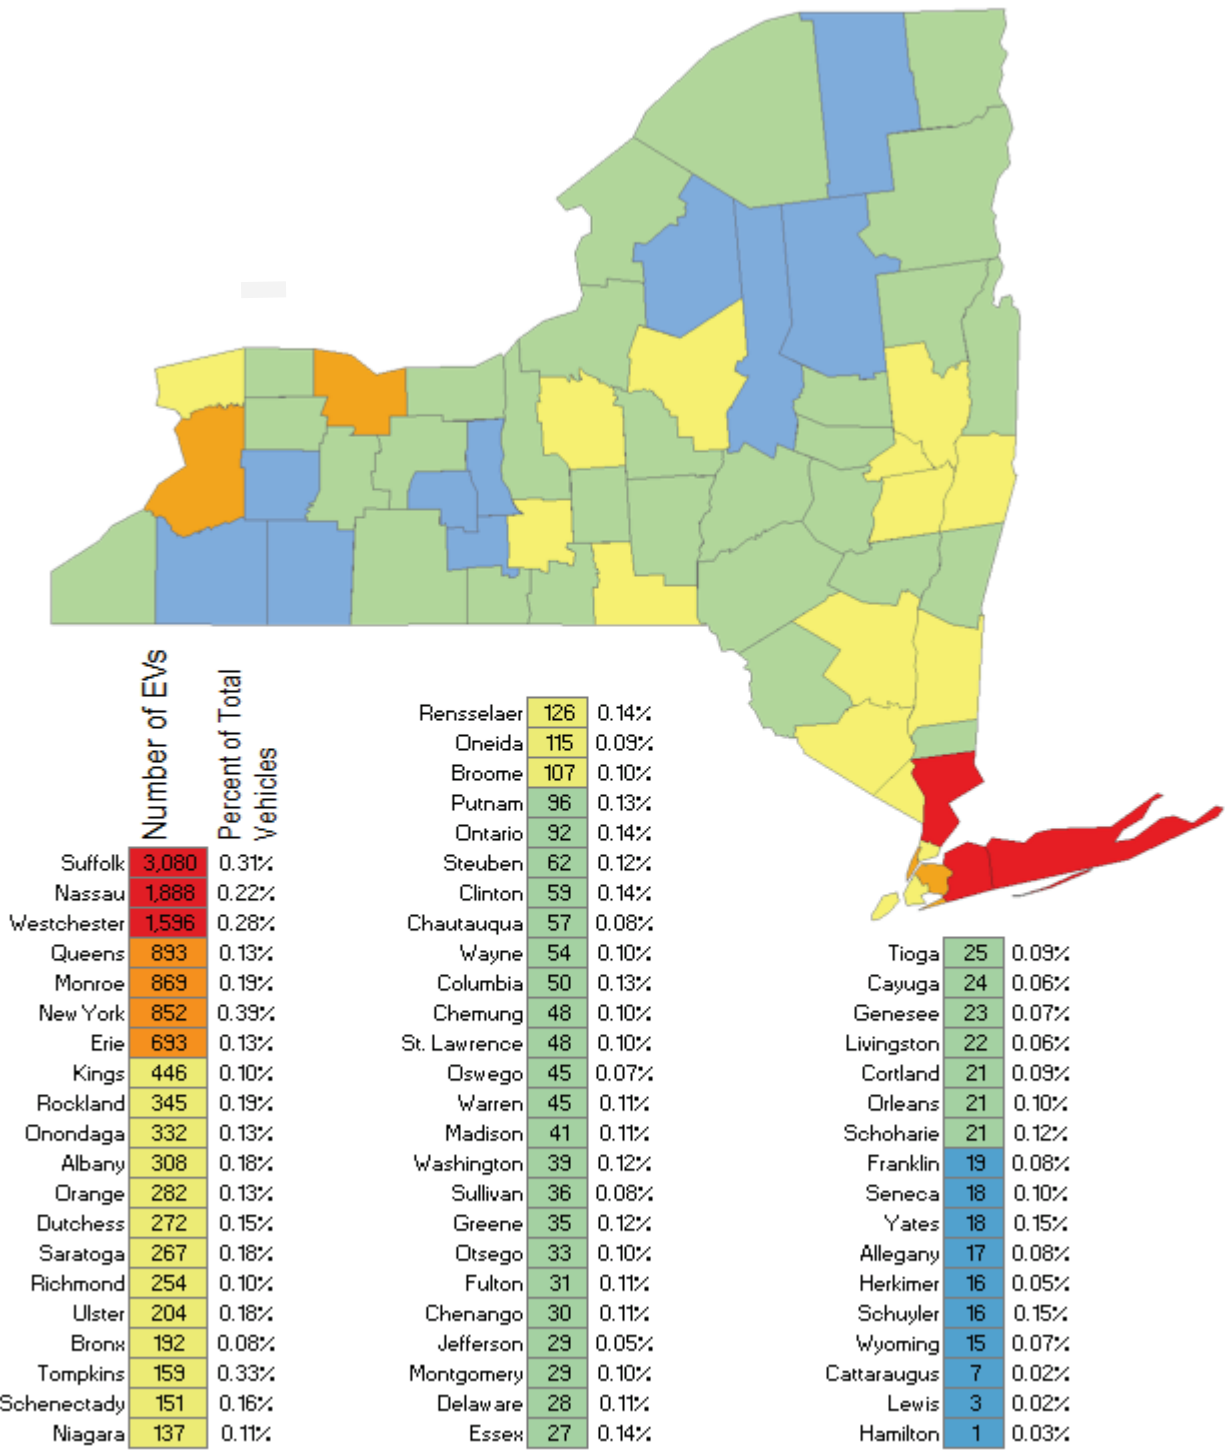 Number of EVs
Percent of Total
Vehicles
Suffolk 3,080 0.31%
Nassau 1,888 0.22%
Westchester 1,596 0.28%
Queens 893 0.13%
Monroe 869 0.19%
New York 852 0.39%
Erie 693 0.13%
Kings 446 0.10%
Rockland 345 0.19%
Onondaga 332 0.13%
Albany 308 0.18%
Orange 282 0.13%
Dutchess 272 0.15%
Saratoga 267 0.18%
Richmond 254 0.10%
Ulster 204 0.18%
Bronx 192 0.08%
Tompkins 159 0.33%
Schenectady 151 0.16%
Niagara 137 0.11%
Rensselaer 126 0.14%
Oneida 115 0.09%
Broome 107 0.10%
Putnam 96 0.13%
Ontario 92 0.14%
Steuben 62 0.12%
Clinton 59 0.14%
Chautauqua 57 0.08%
Wayne 54 0.10%
Columbia 50 0.13%
Chemung 48 0.10%
St. Lawrence 48 0.10%
Oswego 45 0.07%
Warren 45 0.11%
Madison 41 0.11%
Washington 39 0.12%
Sullivan 36 0.08%
Greene 35 0.12%
Otsego 33 0.10%
Fulton 31 0.11%
Chenango 30 0.11%
Jefferson 29 0.05%
Montgomery 29 0.10%
Delaware 28 0.11%
Essex 27 0.14%
Tioga 25 0.09%
Cayuga 24 0.06%
Genesee 23 0.07%
Livingston 22 0.06%
Cortland 21 0.09%
Orleans 21 0.10%
Schoharie 21 0.12%
Franklin 19 0.08%
Seneca 18 0.10%
Yates 18 0.15%
Allegany 17 0.08%
Herkimer 16 0.05%
Schuyler 16 0.15%
Wyoming 15 0.07%
Cattaraugus 7 0.02%
Lewis 3 0.02%
Hamilton 1 0.03%